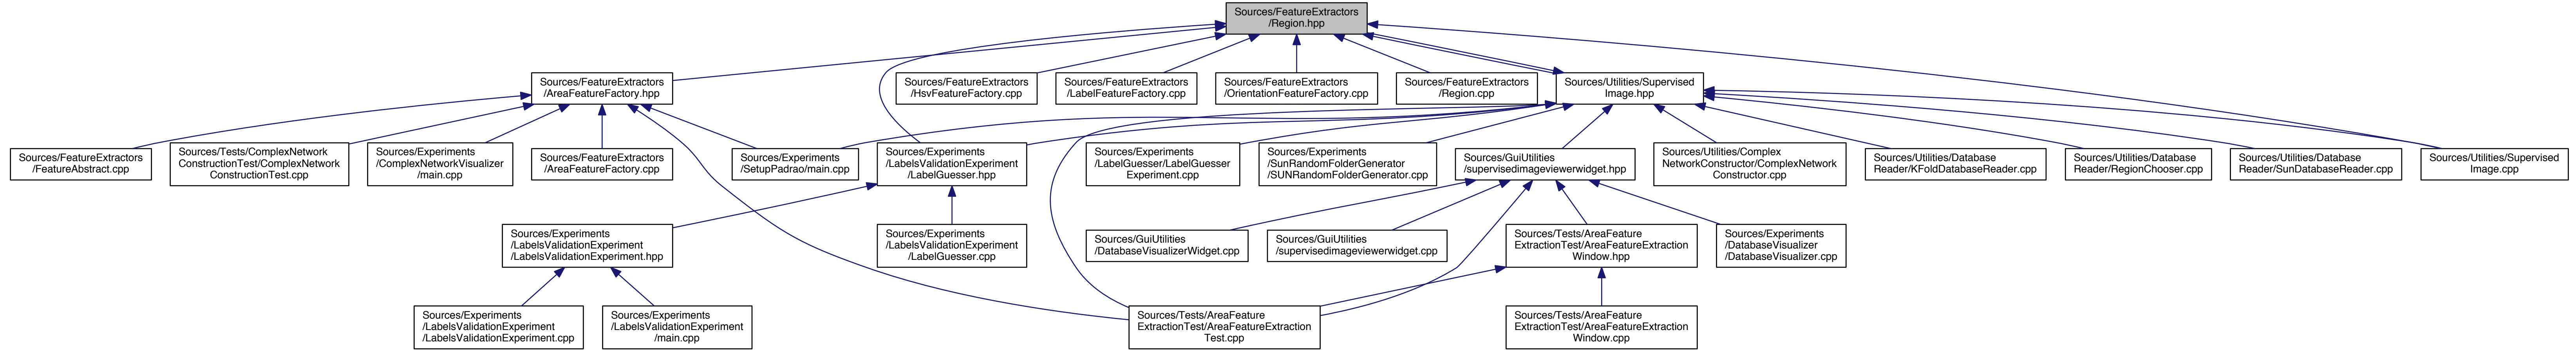 Sources/FeatureExtractors
/Region.hpp
Sources/FeatureExtractors
/AreaFeatureFactory.hpp
Sources/FeatureExtractors
/HsvFeatureFactory.cpp
Sources/FeatureExtractors
/LabelFeatureFactory.cpp
Sources/FeatureExtractors
/OrientationFeatureFactory.cpp
Sources/FeatureExtractors
/Region.cpp
Sources/Utilities/Supervised
Image.hpp
Sources/FeatureExtractors
/FeatureAbstract.cpp
Sources/Tests/ComplexNetwork
ConstructionTest/ComplexNetwork
ConstructionTest.cpp
Sources/Experiments
/ComplexNetworkVisualizer
/main.cpp
Sources/FeatureExtractors
/AreaFeatureFactory.cpp
Sources/Experiments
/SetupPadrao/main.cpp
Sources/Experiments
/LabelsValidationExperiment
/LabelGuesser.hpp
Sources/Experiments
/LabelGuesser/LabelGuesser
Experiment.cpp
Sources/Experiments
/SunRandomFolderGenerator
/SUNRandomFolderGenerator.cpp
Sources/GuiUtilities
/supervisedimageviewerwidget.hpp
Sources/Utilities/Complex
NetworkConstructor/ComplexNetwork
Constructor.cpp
Sources/Utilities/Database
Reader/KFoldDatabaseReader.cpp
Sources/Utilities/Database
Reader/RegionChooser.cpp
Sources/Utilities/Database
Reader/SunDatabaseReader.cpp
Sources/Utilities/Supervised
Image.cpp
Sources/Experiments
/LabelsValidationExperiment
/LabelsValidationExperiment.hpp
Sources/Experiments
/LabelsValidationExperiment
/LabelGuesser.cpp
Sources/GuiUtilities
/DatabaseVisualizerWidget.cpp
Sources/GuiUtilities
/supervisedimageviewerwidget.cpp
Sources/Tests/AreaFeature
ExtractionTest/AreaFeatureExtraction
Window.hpp
Sources/Experiments
/DatabaseVisualizer
/DatabaseVisualizer.cpp
Sources/Experiments
/LabelsValidationExperiment
/LabelsValidationExperiment.cpp
Sources/Experiments
/LabelsValidationExperiment
/main.cpp
Sources/Tests/AreaFeature
ExtractionTest/AreaFeatureExtraction
Test.cpp
Sources/Tests/AreaFeature
ExtractionTest/AreaFeatureExtraction
Window.cpp